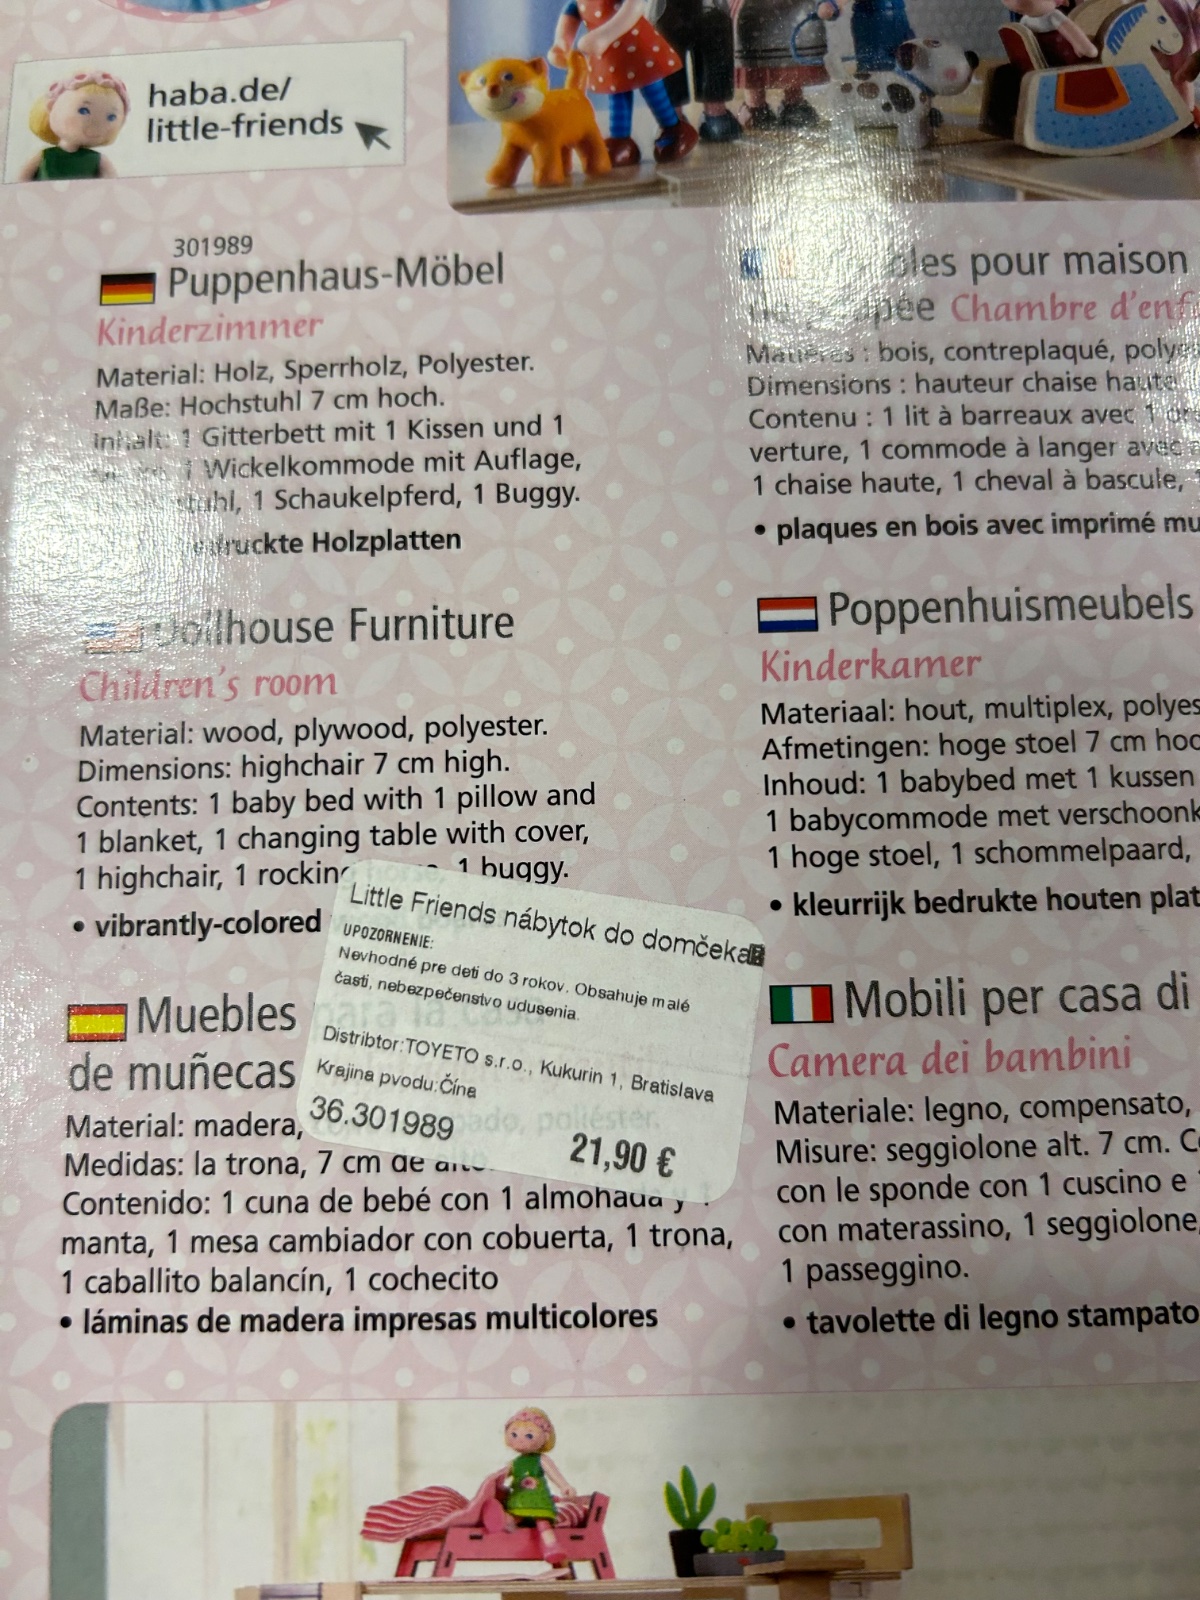 haba.de/
little-friends
301989
Puppenhaus-Möbel
Kinderzimmer
Material: Holz, Sperrholz, Polyester.
Maße: Hochstuhl 7 cm hoch.
Inhalt: 1 Gitterbett mit 1 Kissen und 1
1 Wickelkommode mit Auflage,
1 Schaukelpferd, 1 Buggy.
Holzplatten
Dollhouse Furniture
Children's room
Material: wood, plywood, polyester.
Dimensions: highchair 7 cm high.
Contents: 1 baby bed with 1 pillow and
1 blanket, 1 changing table with cover,
1 highchair, 1 rocking 1 buggy.
• vibrantly-colored
Muebles para la casa
de muñecas
Material: madera, poliéster.
Medidas: la trona, 7 cm de alto.
Contenido: 1 cuna de bebé con 1 almohada y 1
manta, 1 mesa cambiador con cobuerta, 1 trona,
1 caballito balancín, 1 cochecito
• láminas de madera impresas multicolores
Little Friends nábytok do domčeka
UPOZORNENIE:
Nevhodné pre deti do 3 rokov. Obsahuje malé
časti, nebezpečenstvo udusenia.
Distribtor:TOYETO s.r.o., Kukurin 1, Bratislava
Krajina pvodu:Čína
36.301989
21,90 €
pour maison
Chambre d'enf
Matières : bois, contreplaqué, polye
Dimensions : hauteur chaise haute
Contenu : 1 lit à barreaux avec 1
verture, 1 commode à langer avec
1 chaise haute, 1 cheval à bascule,
• plaques en bois avec imprimé mu
Poppenhuismeubels
Kinderkamer
Materiaal: hout, multiplex, polyes
Afmetingen: hoge stoel 7 cm hoo
Inhoud: 1 babybed met 1 kussen
1 babycommode met verschoonk
1 hoge stoel, 1 schommelpaard,
• kleurrijk bedrukte houten plat
Mobili per casa di
Camera dei bambini
Materiale: legno, compensato,
Misure: seggiolone alt. 7 cm. C
con le sponde con 1 cuscino e
con materassino, 1 seggiolone,
1 passeggino.
• tavolette di legno stampato